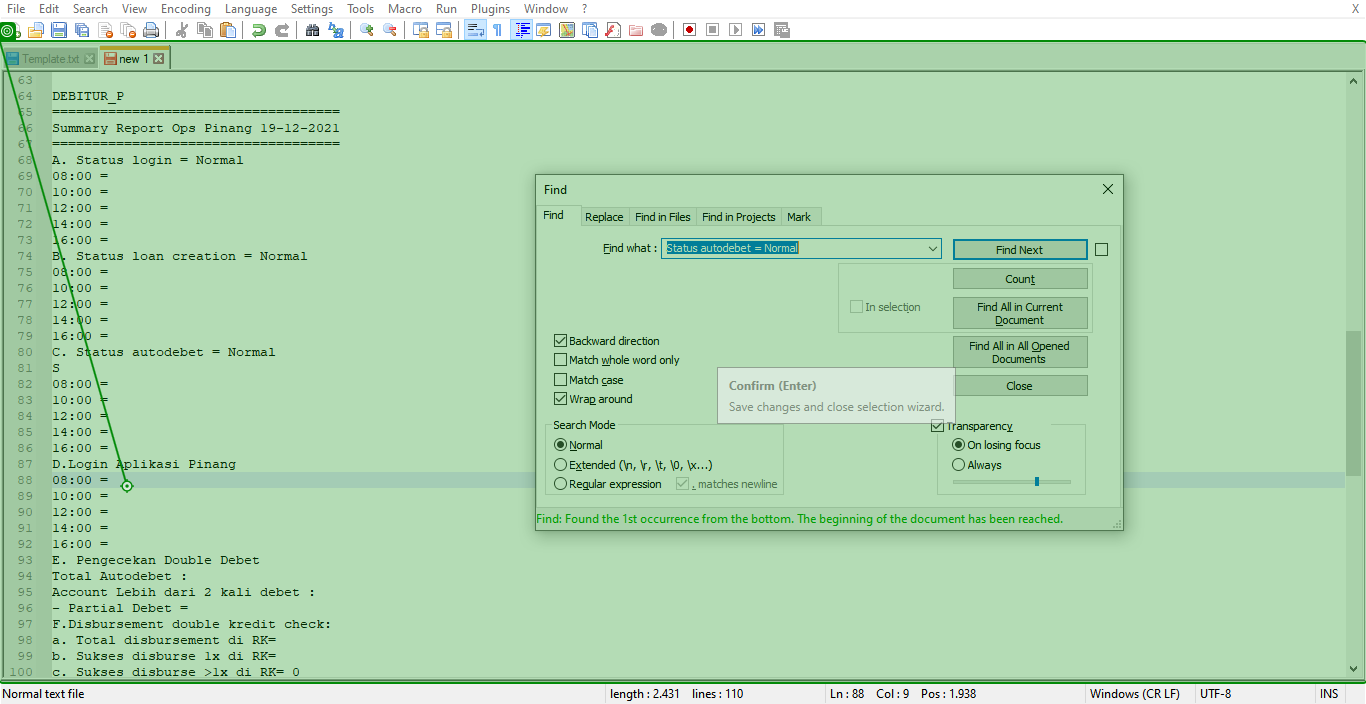 File Edit Search View Encoding Language Settings Tools Macro Run Plugins Window ? X
Template.txt new 1
63
64 DEBITUR_P
65 ====================================
66 Summary Report Ops Pinang 19-12-2021
67 ====================================
68 A. Status login = Normal
69 08:00 =
70 10:00 =
71 12:00 =
72 14:00 =
73 16:00 =
74 B. Status loan creation = Normal
75 08:00 =
76 10:00 =
77 12:00 =
78 14:00 =
79 16:00 =
80 C. Status autodebet = Normal
81 S
82 08:00 =
83 10:00 =
84 12:00 =
85 14:00 =
86 16:00 =
87 D.Login Aplikasi Pinang
88 08:00 =
89 10:00 =
90 12:00 =
91 14:00 =
92 16:00 =
93 E. Pengecekan Double Debet
94 Total Autodebet :
95 Account Lebih dari 2 kali debet :
96 - Partial Debet =
97 F.Disbursement double kredit check:
98 a. Total disbursement di RK=
99 b. Sukses disburse 1x di RK=
100 c. Sukses disburse >1x di RK= 0
Find
Find Replace Find in Files Find in Projects Mark
Find what : Status autodebet = Normal Find Next
Count
In selection Find All in Current
Document
Backward direction Find All in All Opened
Documents
Match whole word only
Match case Close
Wrap around
Confirm (Enter)
Save changes and close selection wizard.
Search Mode
Normal
Extended (\n, \r, \t, \0, \x...)
Regular expression . matches newline
Transparency
On losing focus
Always
Find: Found the 1st occurrence from the bottom. The beginning of the document has been reached.
Normal text file length : 2.431 lines : 110 Ln : 88 Col : 9 Pos : 1.938 Windows (CR LF) UTF-8 INS